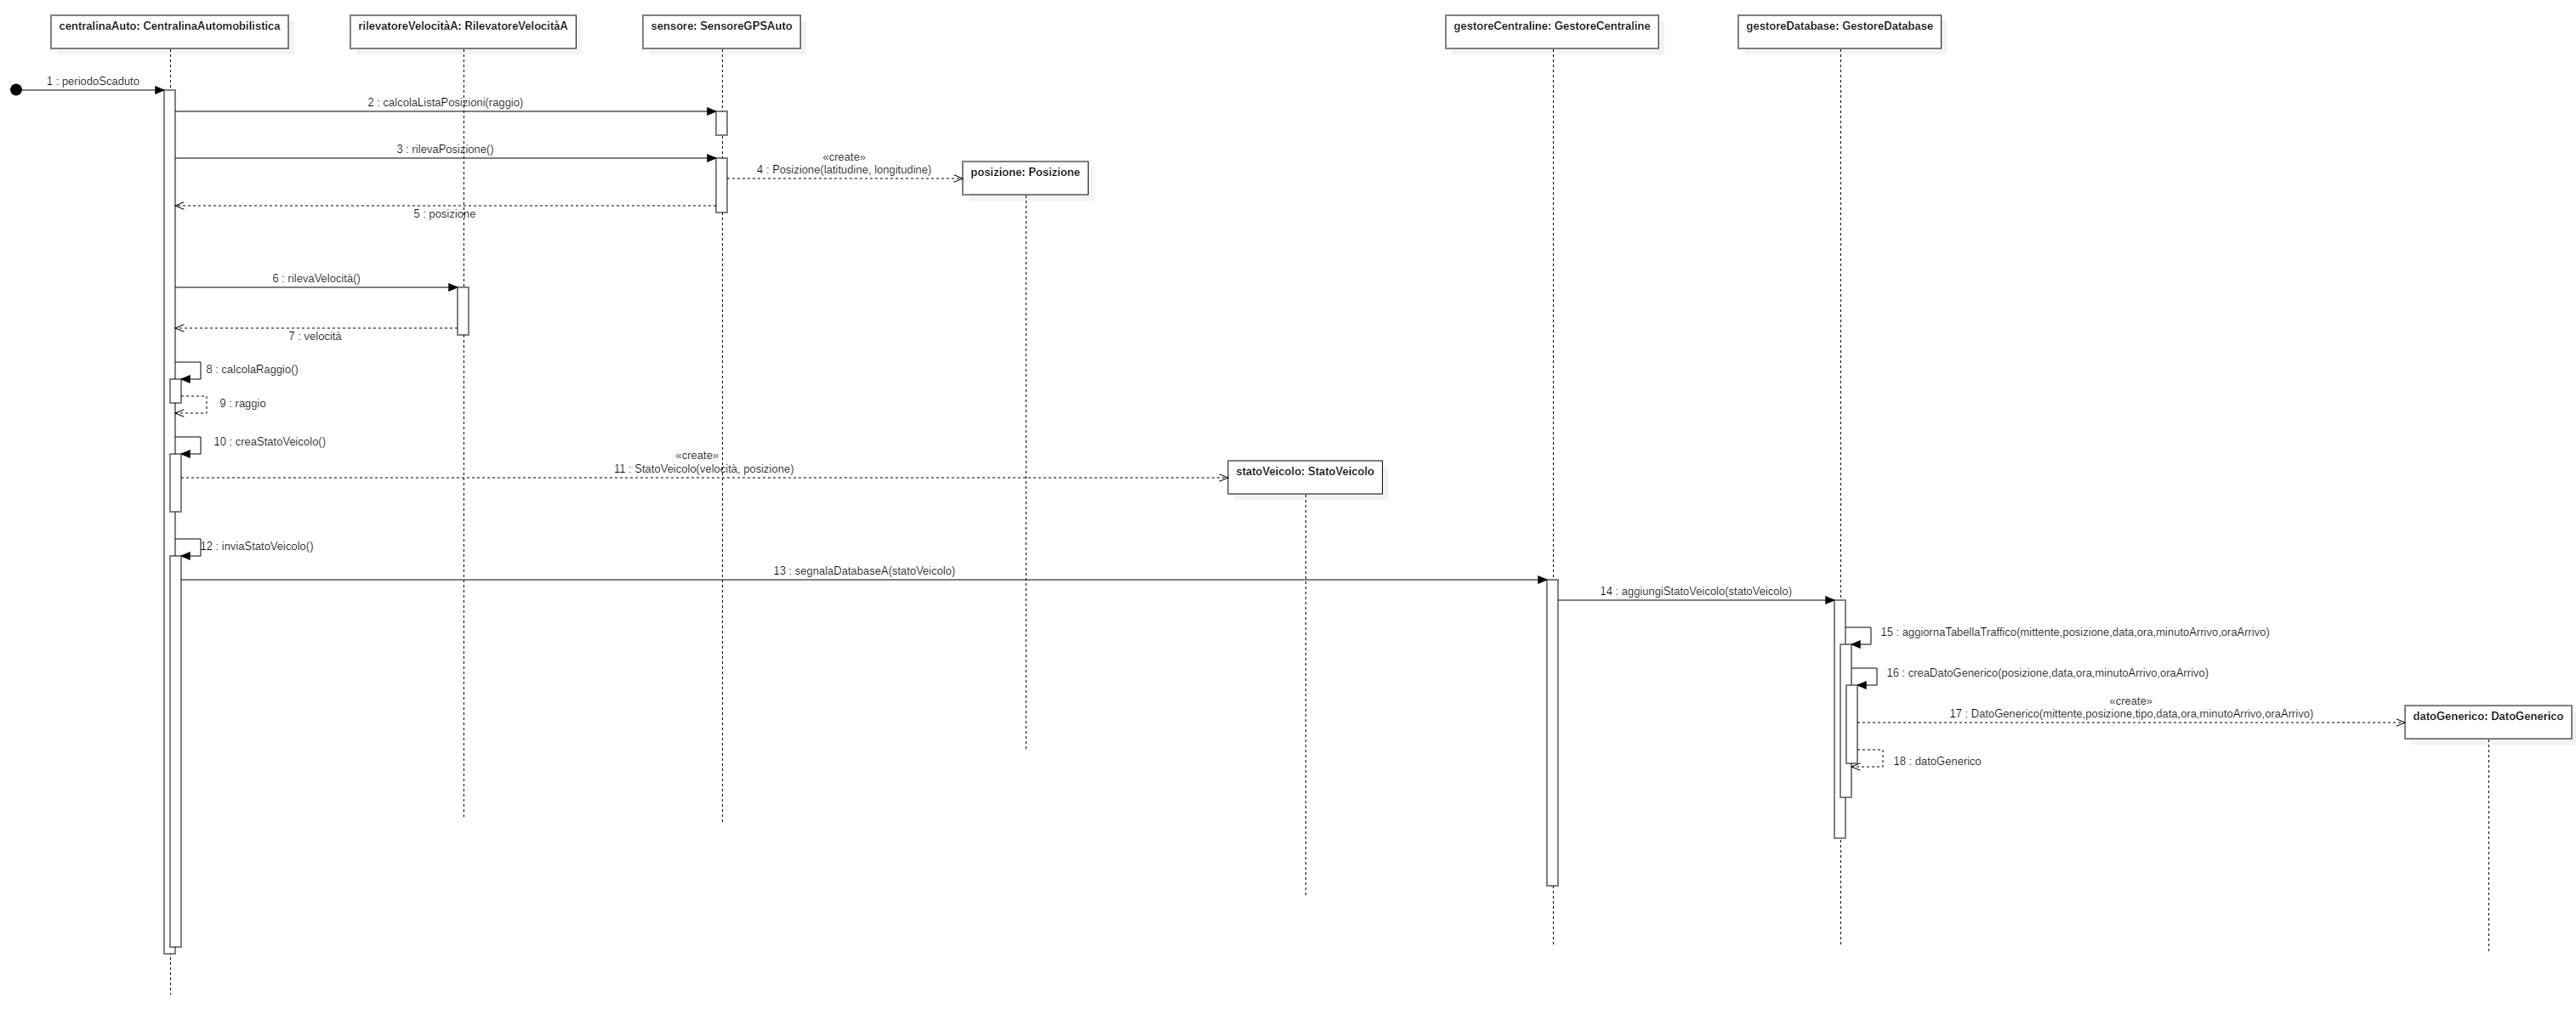 centralinaAuto: CentralinaAutomobilistica
rilevatoreVelocitàA: RilevatoreVelocitàA
sensore: SensoreGPSAuto
gestoreCentraline: GestoreCentraline
gestoreDatabase: GestoreDatabase
1 : periodoScaduto
2 : calcolaListaPosizioni(raggio)
3 : rilevaPosizione()
«create»
4 : Posizione(latitudine, longitudine)
posizione: Posizione
5 : posizione
6 : rilevaVelocità()
7 : velocità
8 : calcolaRaggio()
9 : raggio
10 : creaStatoVeicolo()
«create»
11 : StatoVeicolo(velocità, posizione)
statoVeicolo: StatoVeicolo
12 : inviaStatoVeicolo()
13 : segnalaDatabaseA(statoVeicolo)
14 : aggiungiStatoVeicolo(statoVeicolo)
15 : aggiornaTabellaTraffico(mittente,posizione,data,ora,minutoArrivo,oraArrivo)
16 : creaDatoGenerico(posizione,data,ora,minutoArrivo,oraArrivo)
«create»
17 : DatoGenerico(mittente,posizione,tipo,data,ora,minutoArrivo,oraArrivo)
datoGenerico: DatoGenerico
18 : datoGenerico